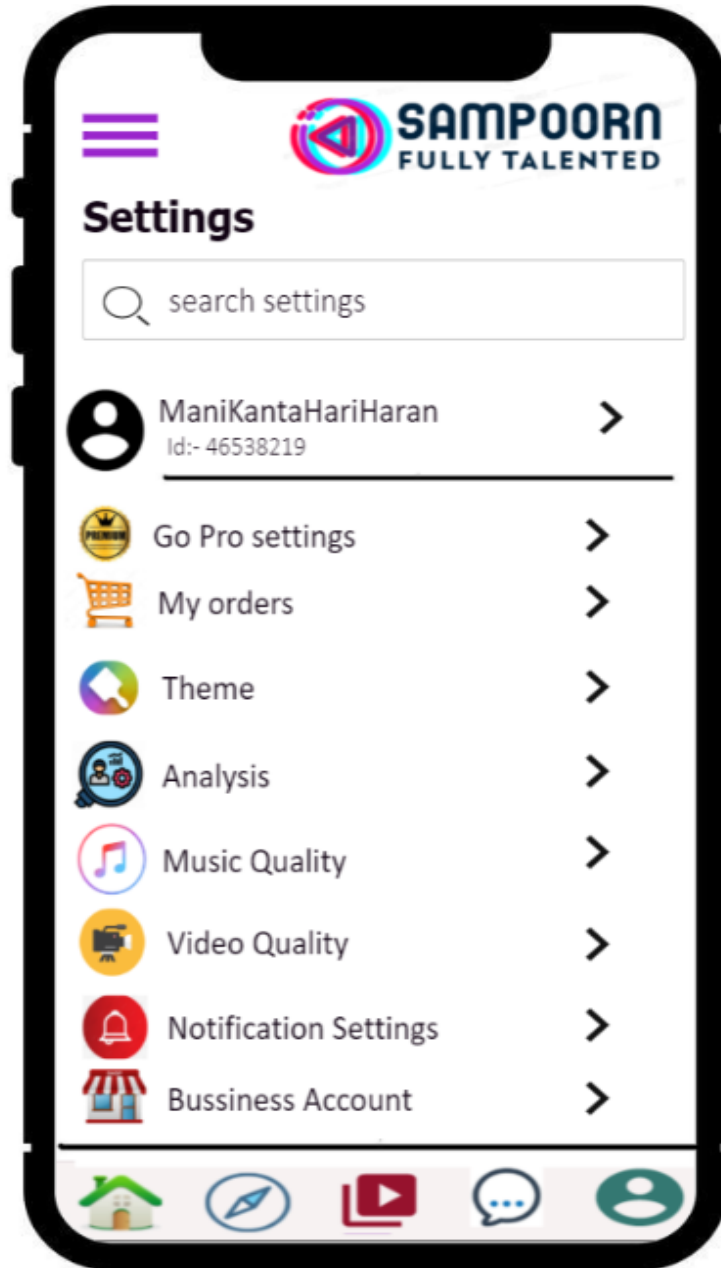 SAMPOORN
FULLY TALENTED
Settings
search settings
ManiKantaHariHaran
Id:- 46538219
PREMIUM
Go Pro settings
My orders
Theme
Analysis
Music Quality
Video Quality
Notification Settings
Bussiness Account